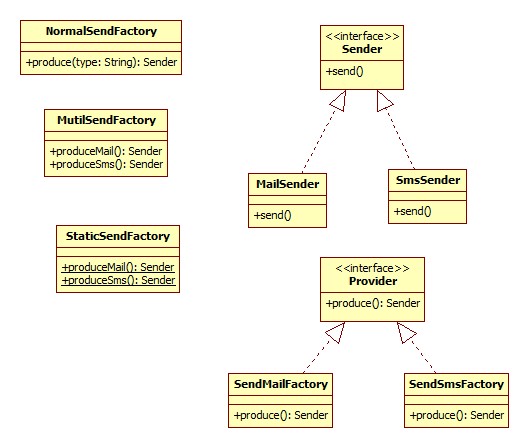 NormalSendFactory
+produce(type: String): Sender
<<interface>>
Sender
+send()
MutilSendFactory
+produceMail(): Sender
+produceSms(): Sender
MailSender
+send()
SmsSender
+send()
StaticSendFactory
+produceMail(): Sender
+produceSms(): Sender
<<interface>>
Provider
+produce(): Sender
SendMailFactory
+produce(): Sender
SendSmsFactory
+produce(): Sender